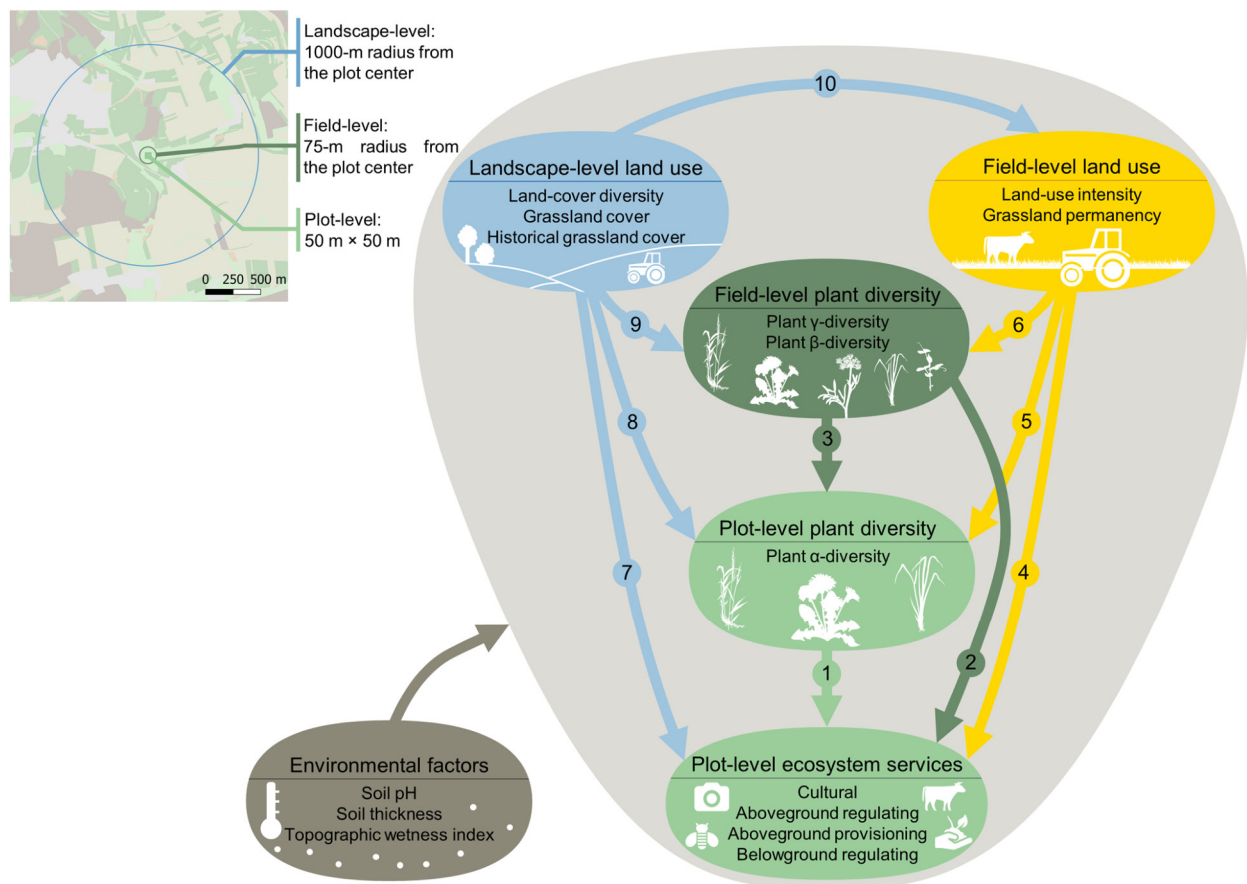 Landscape-level:
1000-m radius from
the plot center
Field-level:
75-m radius from
the plot center
Plot-level:
50 m × 50 m
0 250 500 m
10
Landscape-level land use
Land-cover diversity
Grassland cover
Historical grassland cover
Field-level land use
Land-use intensity
Grassland permanency
Field-level plant diversity
Plant γ-diversity
Plant β-diversity
9
6
8
3
5
Plot-level plant diversity
Plant α-diversity
7
4
1
2
Environmental factors
Soil pH
Soil thickness
Topographic wetness index
Plot-level ecosystem services
Cultural
Aboveground regulating
Aboveground provisioning
Belowground regulating